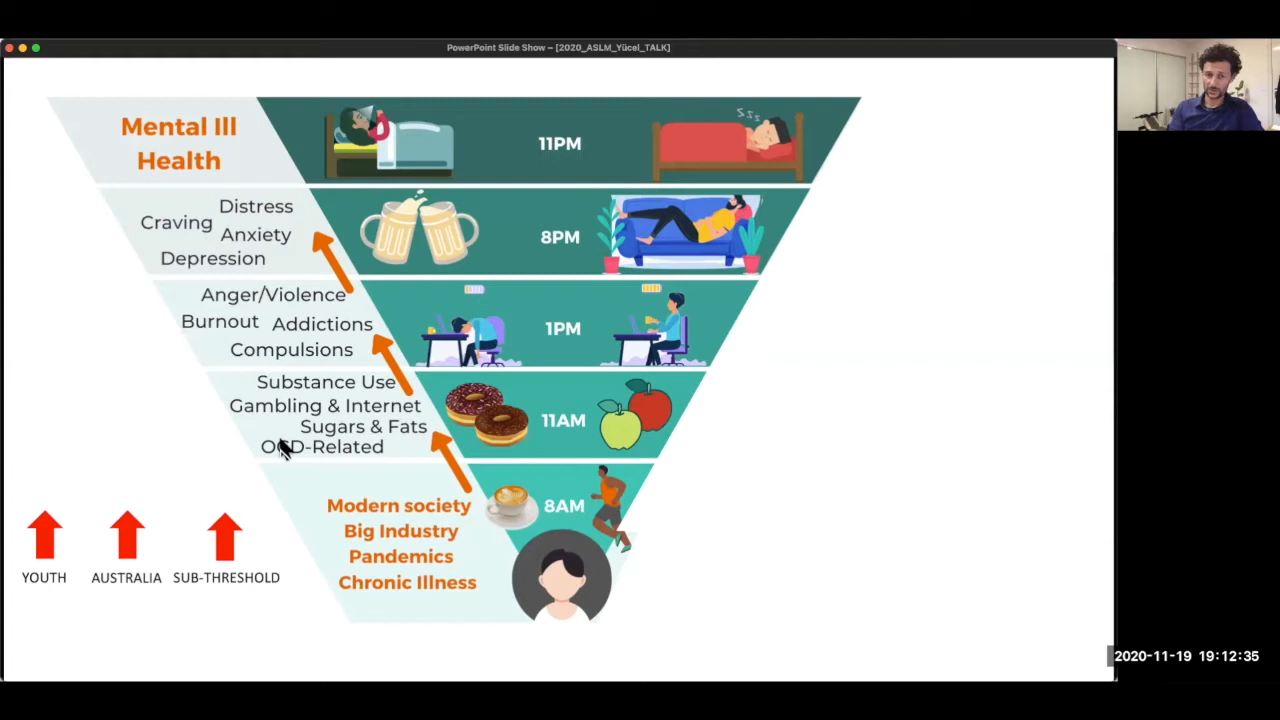 PowerPoint Slide Show – [2020_ASLM_Yücel_TALK]
Mental Ill
Health
11PM
Distress
Craving
Anxiety
Depression
8PM
Anger/Violence
Burnout
Addictions
Compulsions
1PM
Substance Use
Gambling & Internet
Sugars & Fats
OCD-Related
11AM
Modern society
Big Industry
Pandemics
Chronic Illness
8AM
YOUTH
AUSTRALIA
SUB-THRESHOLD
2020-11-19 19:12:35